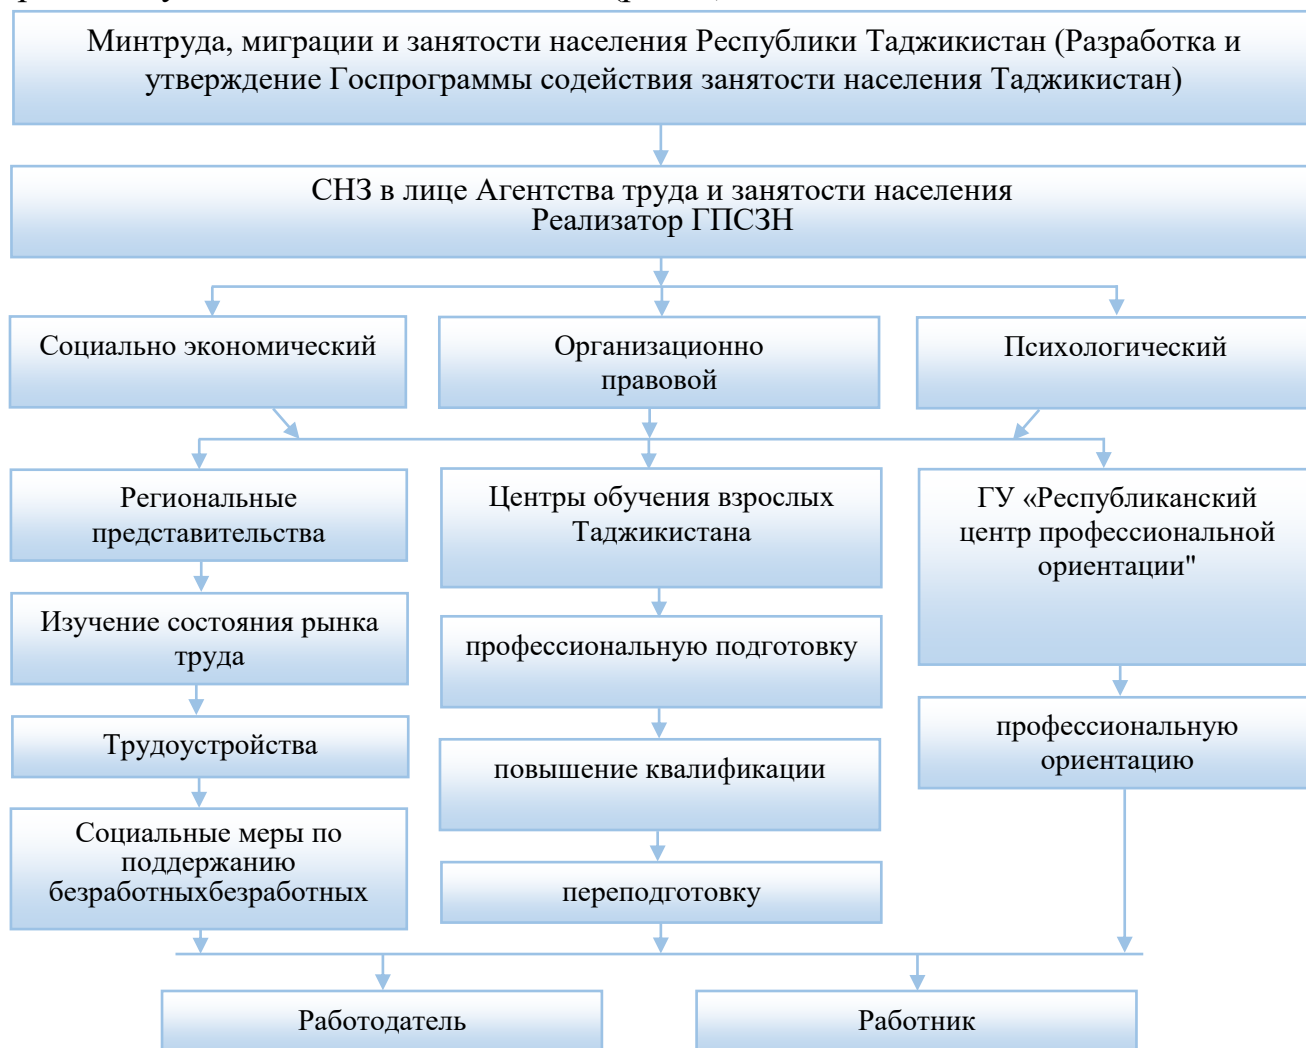 Минтруда, миграции и занятости населения Республики Таджикистан (Разработка и
утверждение Госпрограммы содействия занятости населения Таджикистан)
СНЗ в лице Агентства труда и занятости населения
Реализатор ГПСЗН
Социально экономический
Организационно
правовой
Психологический
Региональные
представительства
Центры обучения взрослых
Таджикистана
ГУ «Республиканский
центр профессиональной
ориентации"
Изучение состояния рынка
труда
профессиональную подготовку
Трудоустройства
повышение квалификации
профессиональную
ориентацию
Социальные меры по
поддержанию
безработныхбезработных
переподготовку
Работодатель
Работник